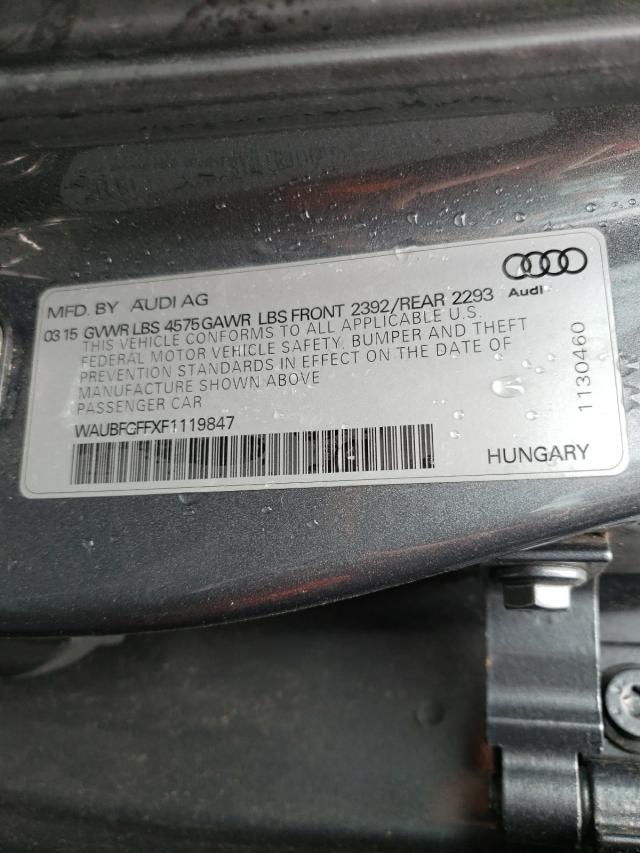 MFD. BY AUDI AG
Audi
03 15 GVWR LBS 4575 GAWR LBS FRONT 2392/REAR 2293
THIS VEHICLE CONFORMS TO ALL APPLICABLE U.S.
FEDERAL MOTOR VEHICLE SAFETY, BUMPER AND THEFT
PREVENTION STANDARDS IN EFFECT ON THE DATE OF
MANUFACTURE SHOWN ABOVE
PASSENGER CAR
WAUBFGFFXF1119847
HUNGARY
1130460